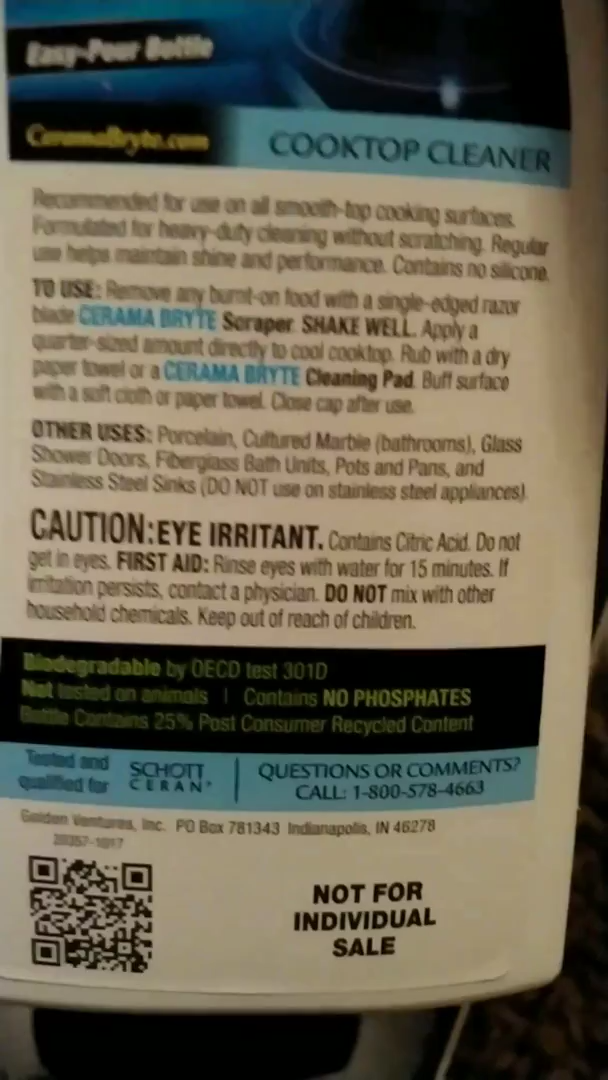 Easy-Pour Bottle
CeramaBryte.com
COOKTOP CLEANER
Recommended for use on all smooth-top cooking surfaces.
Formulated for heavy-duty cleaning without scratching. Regular
use helps maintain shine and performance. Contains no silicone.
TO USE: Remove any burnt-on food with a single-edged razor
blade CERAMA BRYTE Scraper. SHAKE WELL. Apply a
quarter-sized amount directly to cool cooktop. Rub with a dry
paper towel or a CERAMA BRYTE Cleaning Pad. Buff surface
with a soft cloth or paper towel. Close cap after use.
OTHER USES: Porcelain, Cultured Marble (bathrooms), Glass
Shower Doors, Fiberglass Bath Units, Pots and Pans, and
Stainless Steel Sinks (DO NOT use on stainless steel appliances).
CAUTION: EYE IRRITANT. Contains Citric Acid. Do not
get in eyes. FIRST AID: Rinse eyes with water for 15 minutes. If
irritation persists, contact a physician. DO NOT mix with other
household chemicals. Keep out of reach of children.
Biodegradable by OECD test 301D
Not tested on animals | Contains NO PHOSPHATES
Bottle Contains 25% Post Consumer Recycled Content
Tested and
qualified for
SCHOTT
CERAN®
QUESTIONS OR COMMENTS?
CALL: 1-800-578-4663
Golden Ventures, Inc. PO Box 781343 Indianapolis, IN 46278
NOT FOR
INDIVIDUAL
SALE